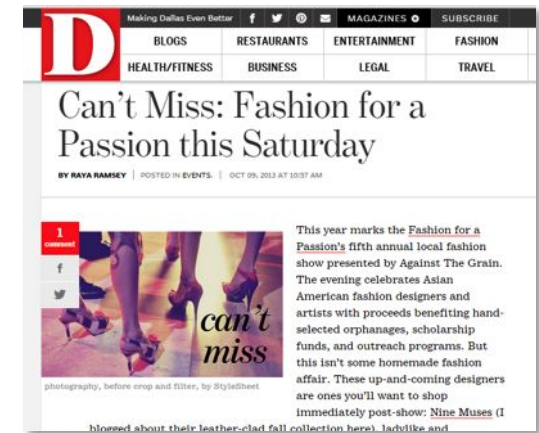 Making Dallas Even Better MAGAZINES SUBSCRIBE
D
BLOGS RESTAURANTS ENTERTAINMENT FASHION
HEALTH/FITNESS BUSINESS LEGAL TRAVEL
Can't Miss: Fashion for a
Passion this Saturday
BY RAYA RAMSEY | POSTED IN EVENTS. | OCT 09, 2013 AT 10:37 AM
1
comment
can't
miss
photography, before crop and filter, by StyleSheet
This year marks the Fashion for a
Passion's fifth annual local fashion
show presented by Against The Grain.
The evening celebrates Asian
American fashion designers and
artists with proceeds benefiting hand-
selected orphanages, scholarship
funds, and outreach programs. But
this isn't some homemade fashion
affair. These up-and-coming designers
are ones you'll want to shop
immediately post-show: Nine Muses (I
blogged about their leather-clad fall collection here), ladylike and